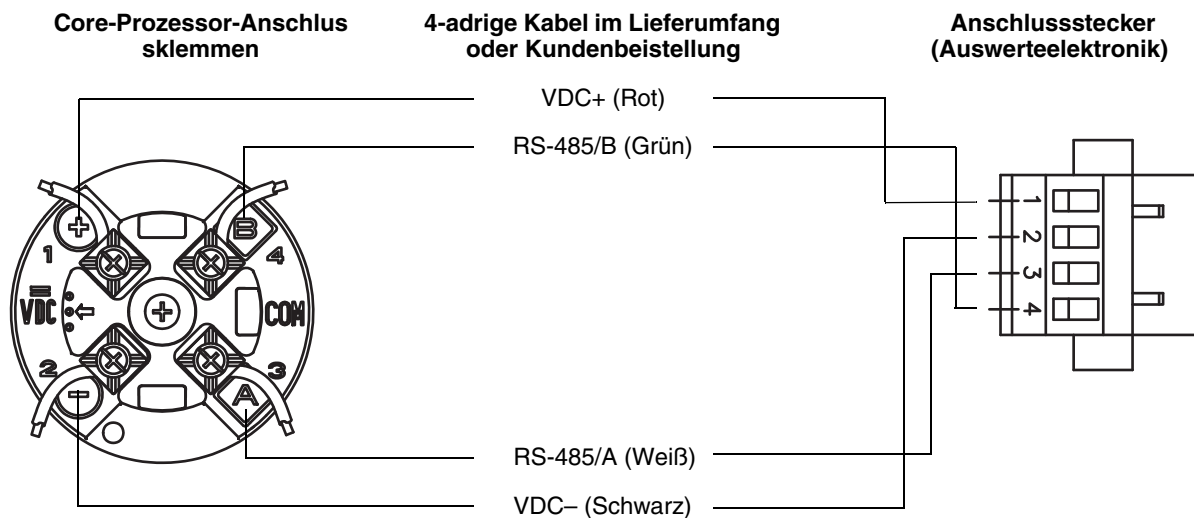 Core-Prozessor-Anschlus
sklemmen
4-adrige Kabel im Lieferumfang
oder Kundenbeistellung
Anschlussstecker
(Auswerteelektronik)
VDC+ (Rot)
RS-485/B (Grün)
+
B
1
4
VDC
COM
2
3
-
A
1
2
3
4
RS-485/A (Weiß)
VDC– (Schwarz)